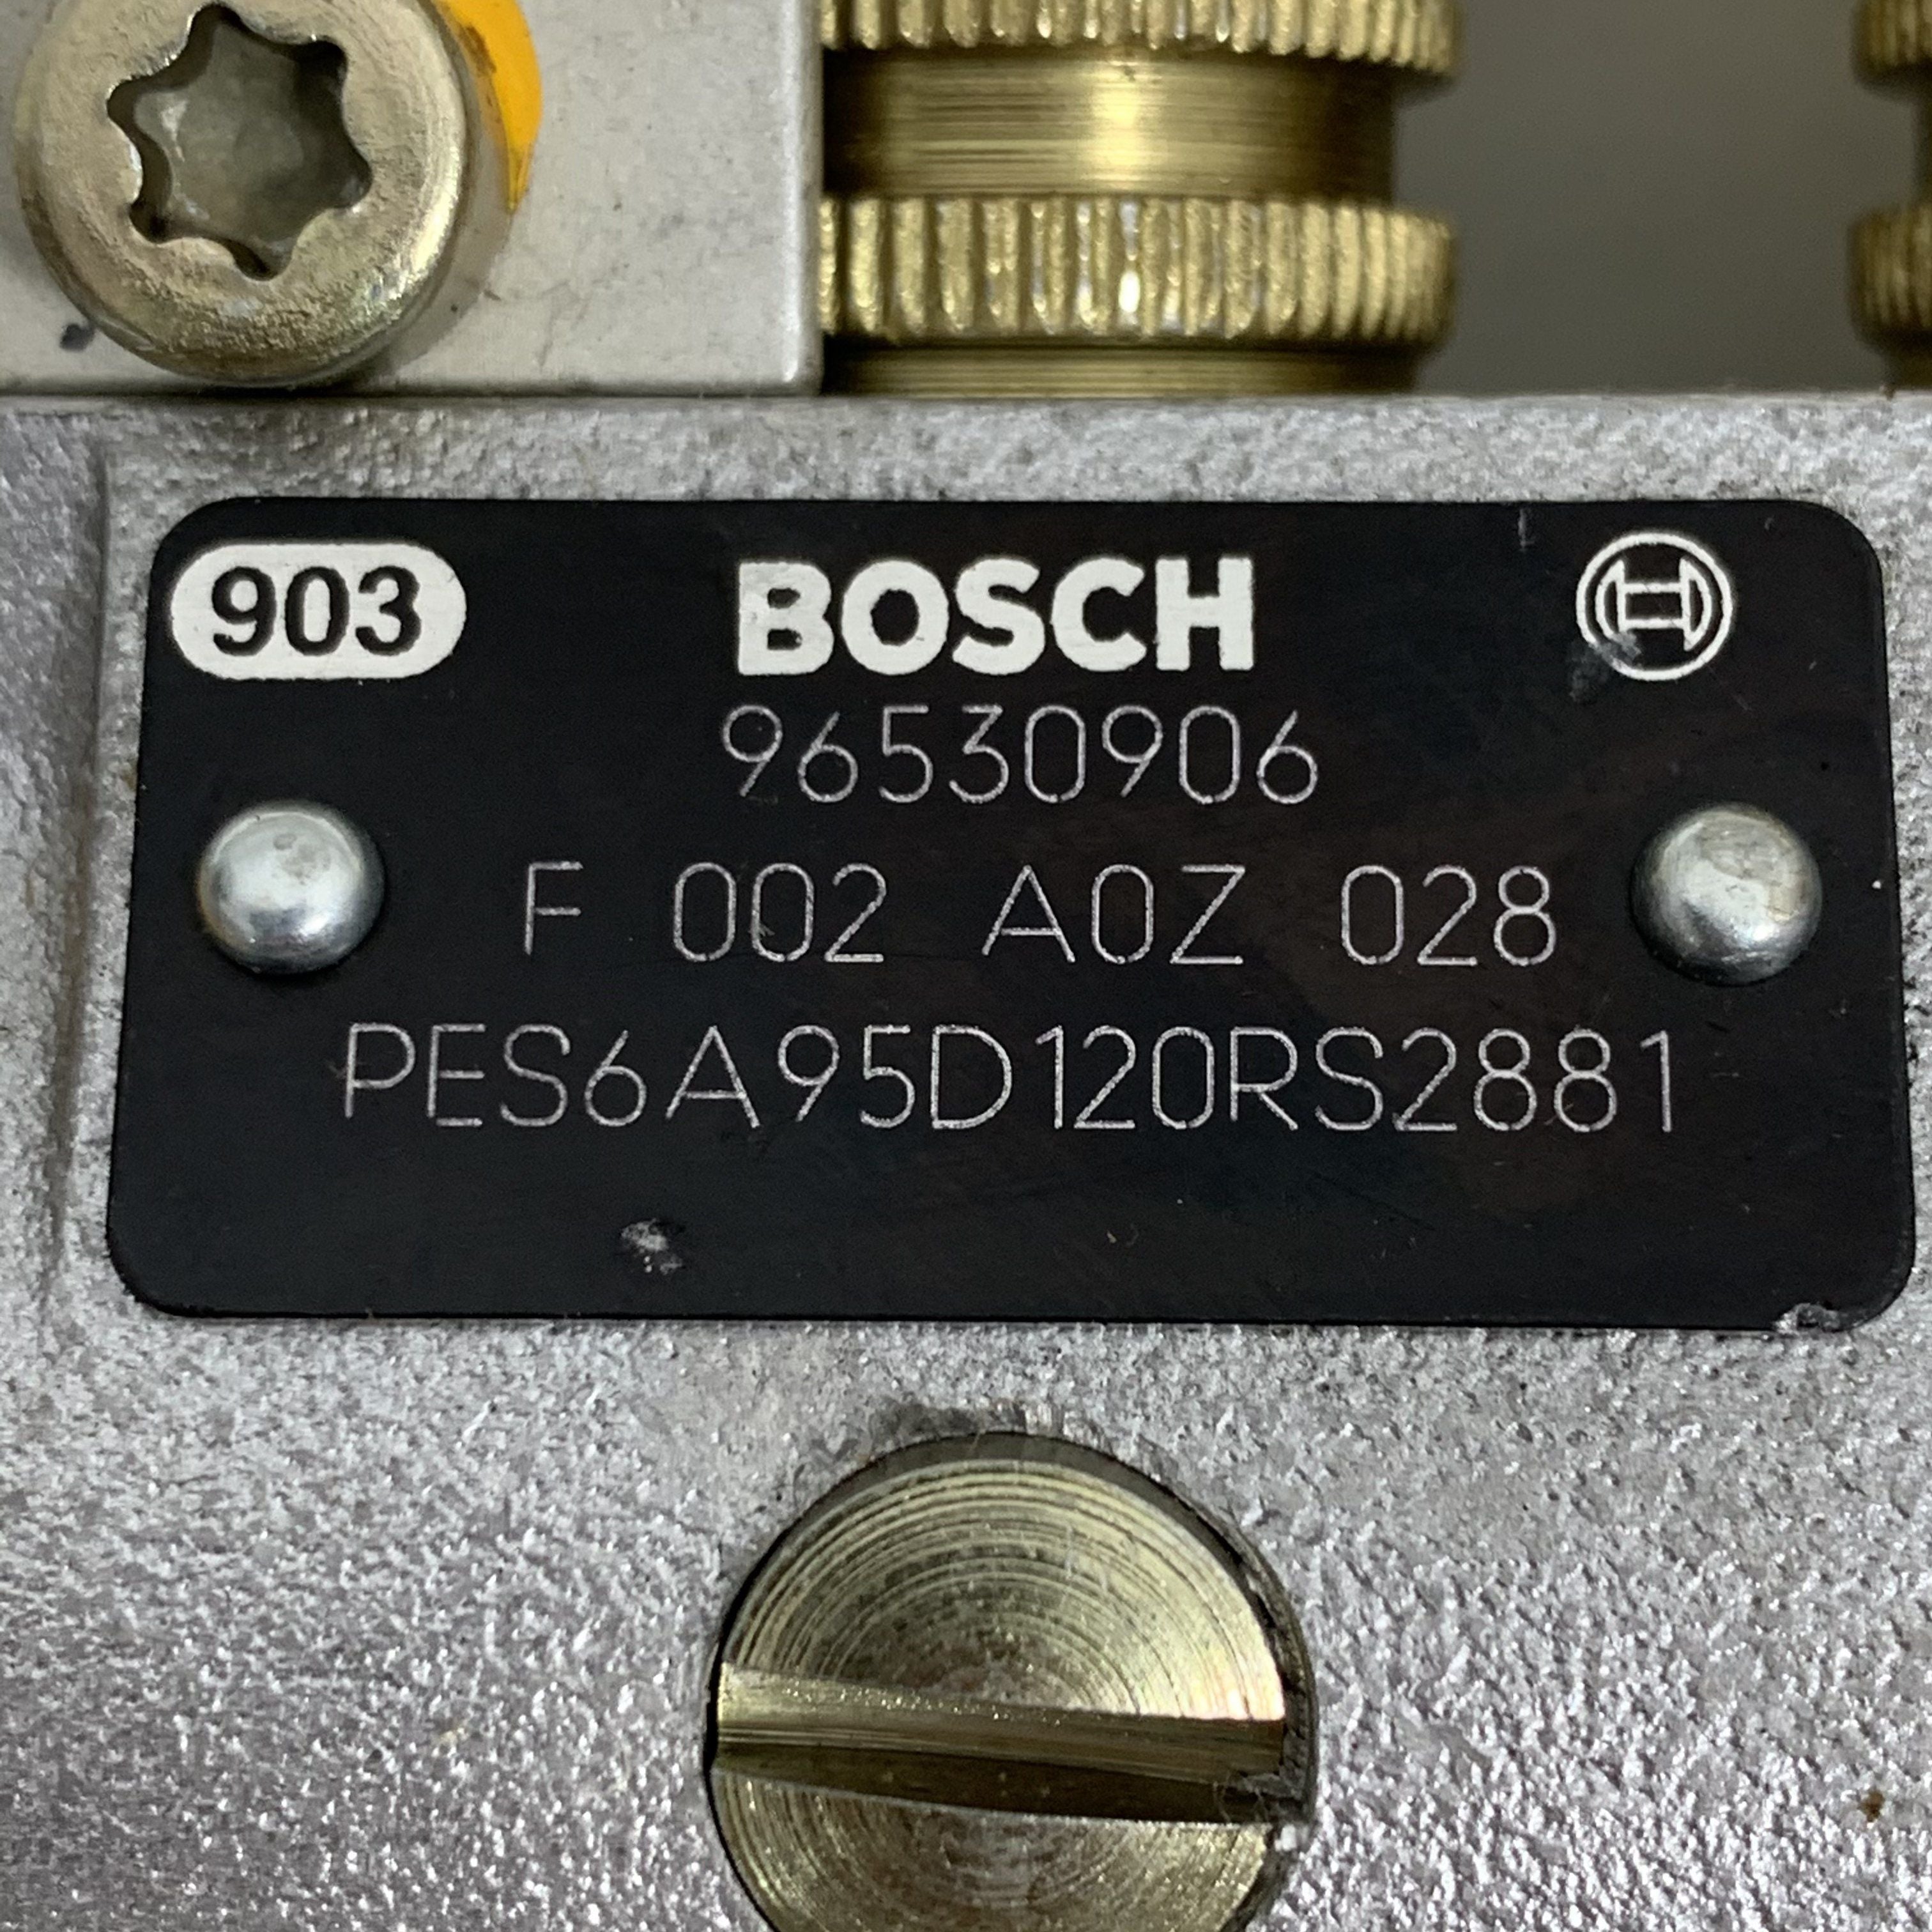 903 BOSCH
96530906
F 002 A0Z 028
PES6A95D120RS2881